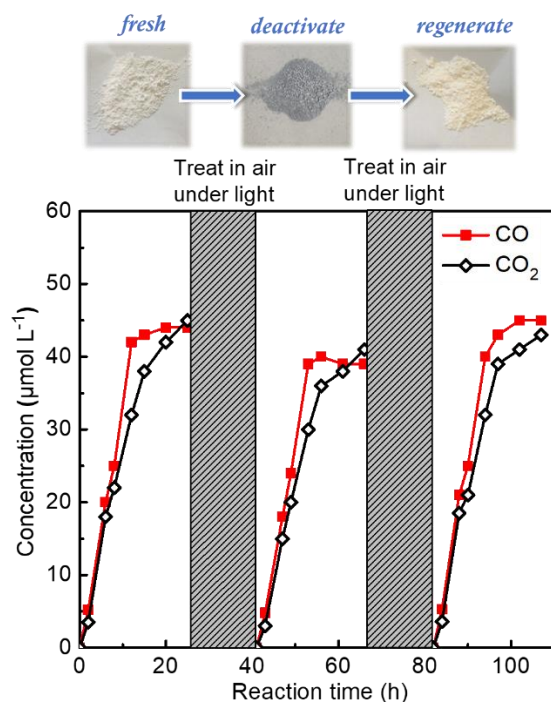 fresh deactivate regenerate
Treat in air Treat in air
under light under light
60
CO
50
CO₂
40
30
20
10
0
Concentration (µmol L⁻¹)
0 20 40 60 80 100
Reaction time (h)